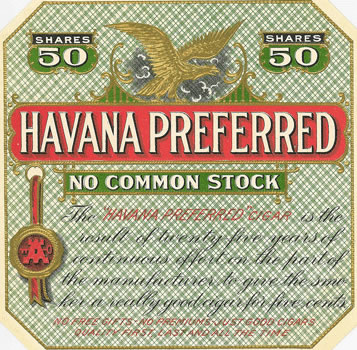 SHARES SHARES
50 50
HAVANA PREFERRED
NO COMMON STOCK
The "HAVANA PREFERRED" CIGAR is the
result of twenty five years of
continuous effort on the part of
the manufacturer to give the smo
ker a really good cigar for five cents.
NO FREE GIFTS - NO PREMIUMS - JUST GOOD CIGARS
QUALITY FIRST, LAST AND ALL THE TIME